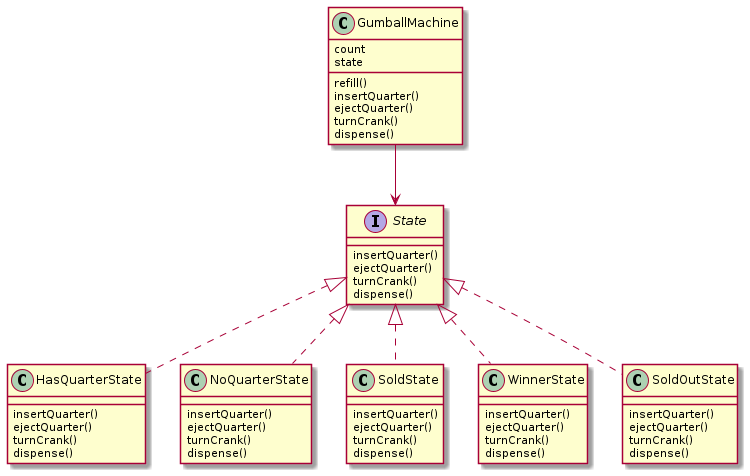 C GumballMachine
count
state
refill()
insertQuarter()
ejectQuarter()
turnCrank()
dispense()
I State
insertQuarter()
ejectQuarter()
turnCrank()
dispense()
C HasQuarterState
insertQuarter()
ejectQuarter()
turnCrank()
dispense()
C NoQuarterState
insertQuarter()
ejectQuarter()
turnCrank()
dispense()
C SoldState
insertQuarter()
ejectQuarter()
turnCrank()
dispense()
C WinnerState
insertQuarter()
ejectQuarter()
turnCrank()
dispense()
C SoldOutState
insertQuarter()
ejectQuarter()
turnCrank()
dispense()